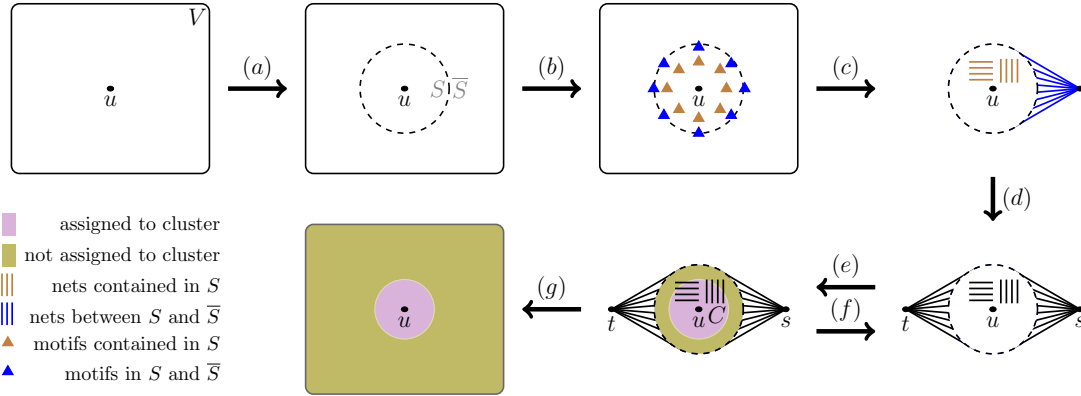 V
u
(a)
S S̅
u
(b)
u
(c)
u
(d)
assigned to cluster
not assigned to cluster
nets contained in S
nets between S and S̅
motifs contained in S
motifs in S and S̅
u
(g)
t
u C
s
(e)
(f)
t
u
s